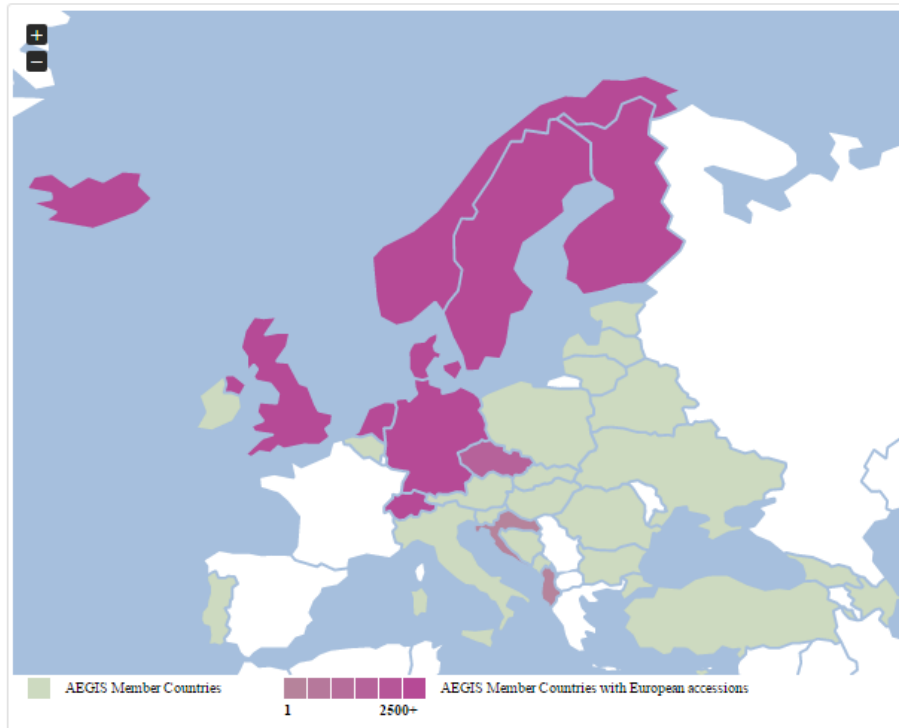 +
−
AEGIS Member Countries
AEGIS Member Countries with European accessions
1
2500+